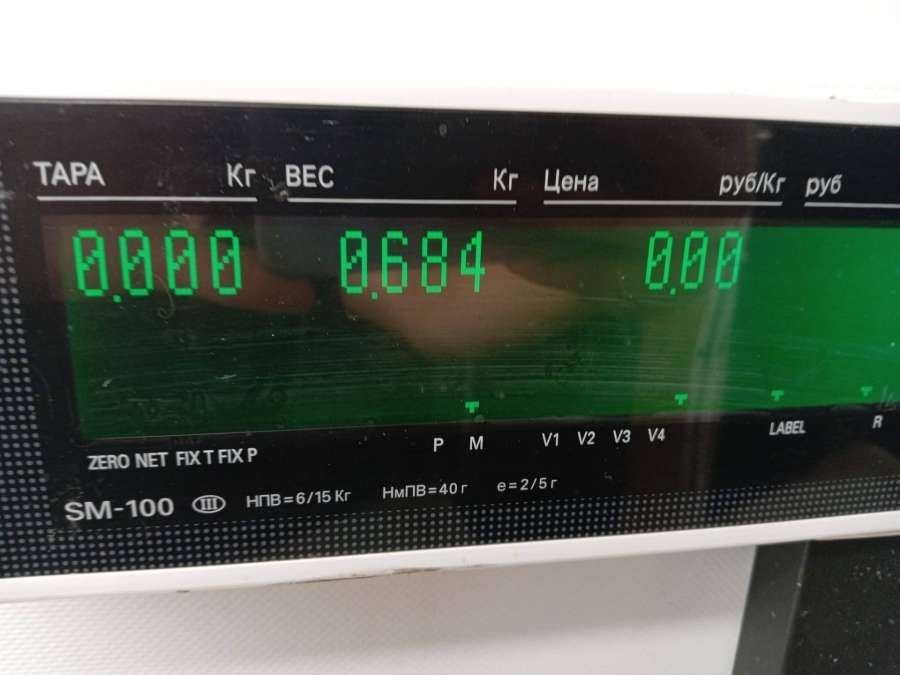 ТАРА Кг ВЕС Кг Цена руб/Кг руб
0.000 0.684 0.00
P M V1 V2 V3 V4 LABEL R
ZERO NET FIX T FIX P
SM-100 III НПВ=6/15 Кг НмПВ=40 г e=2/5 г